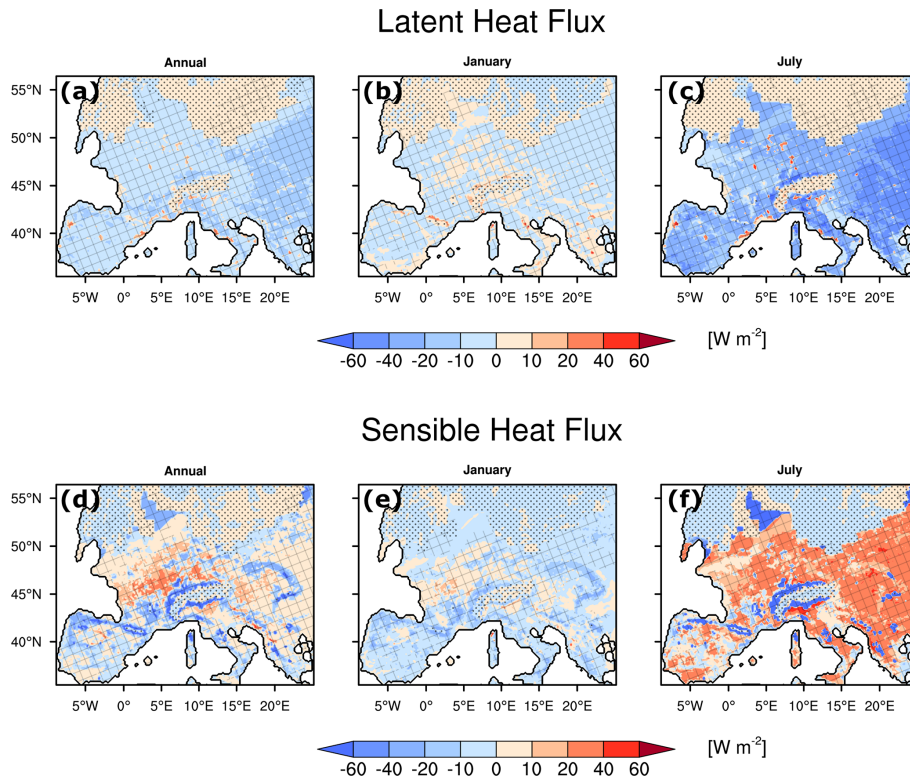 Latent Heat Flux
Annual January July
(a) (b) (c)
55°N
50°N
45°N
40°N
5°W 0° 5°E 10°E 15°E 20°E 5°W 0° 5°E 10°E 15°E 20°E 5°W 0° 5°E 10°E 15°E 20°E
-60 -40 -20 -10 0 10 20 40 60 [W m-2]
Sensible Heat Flux
Annual January July
(d) (e) (f)
55°N
50°N
45°N
40°N
5°W 0° 5°E 10°E 15°E 20°E 5°W 0° 5°E 10°E 15°E 20°E 5°W 0° 5°E 10°E 15°E 20°E
-60 -40 -20 -10 0 10 20 40 60 [W m-2]